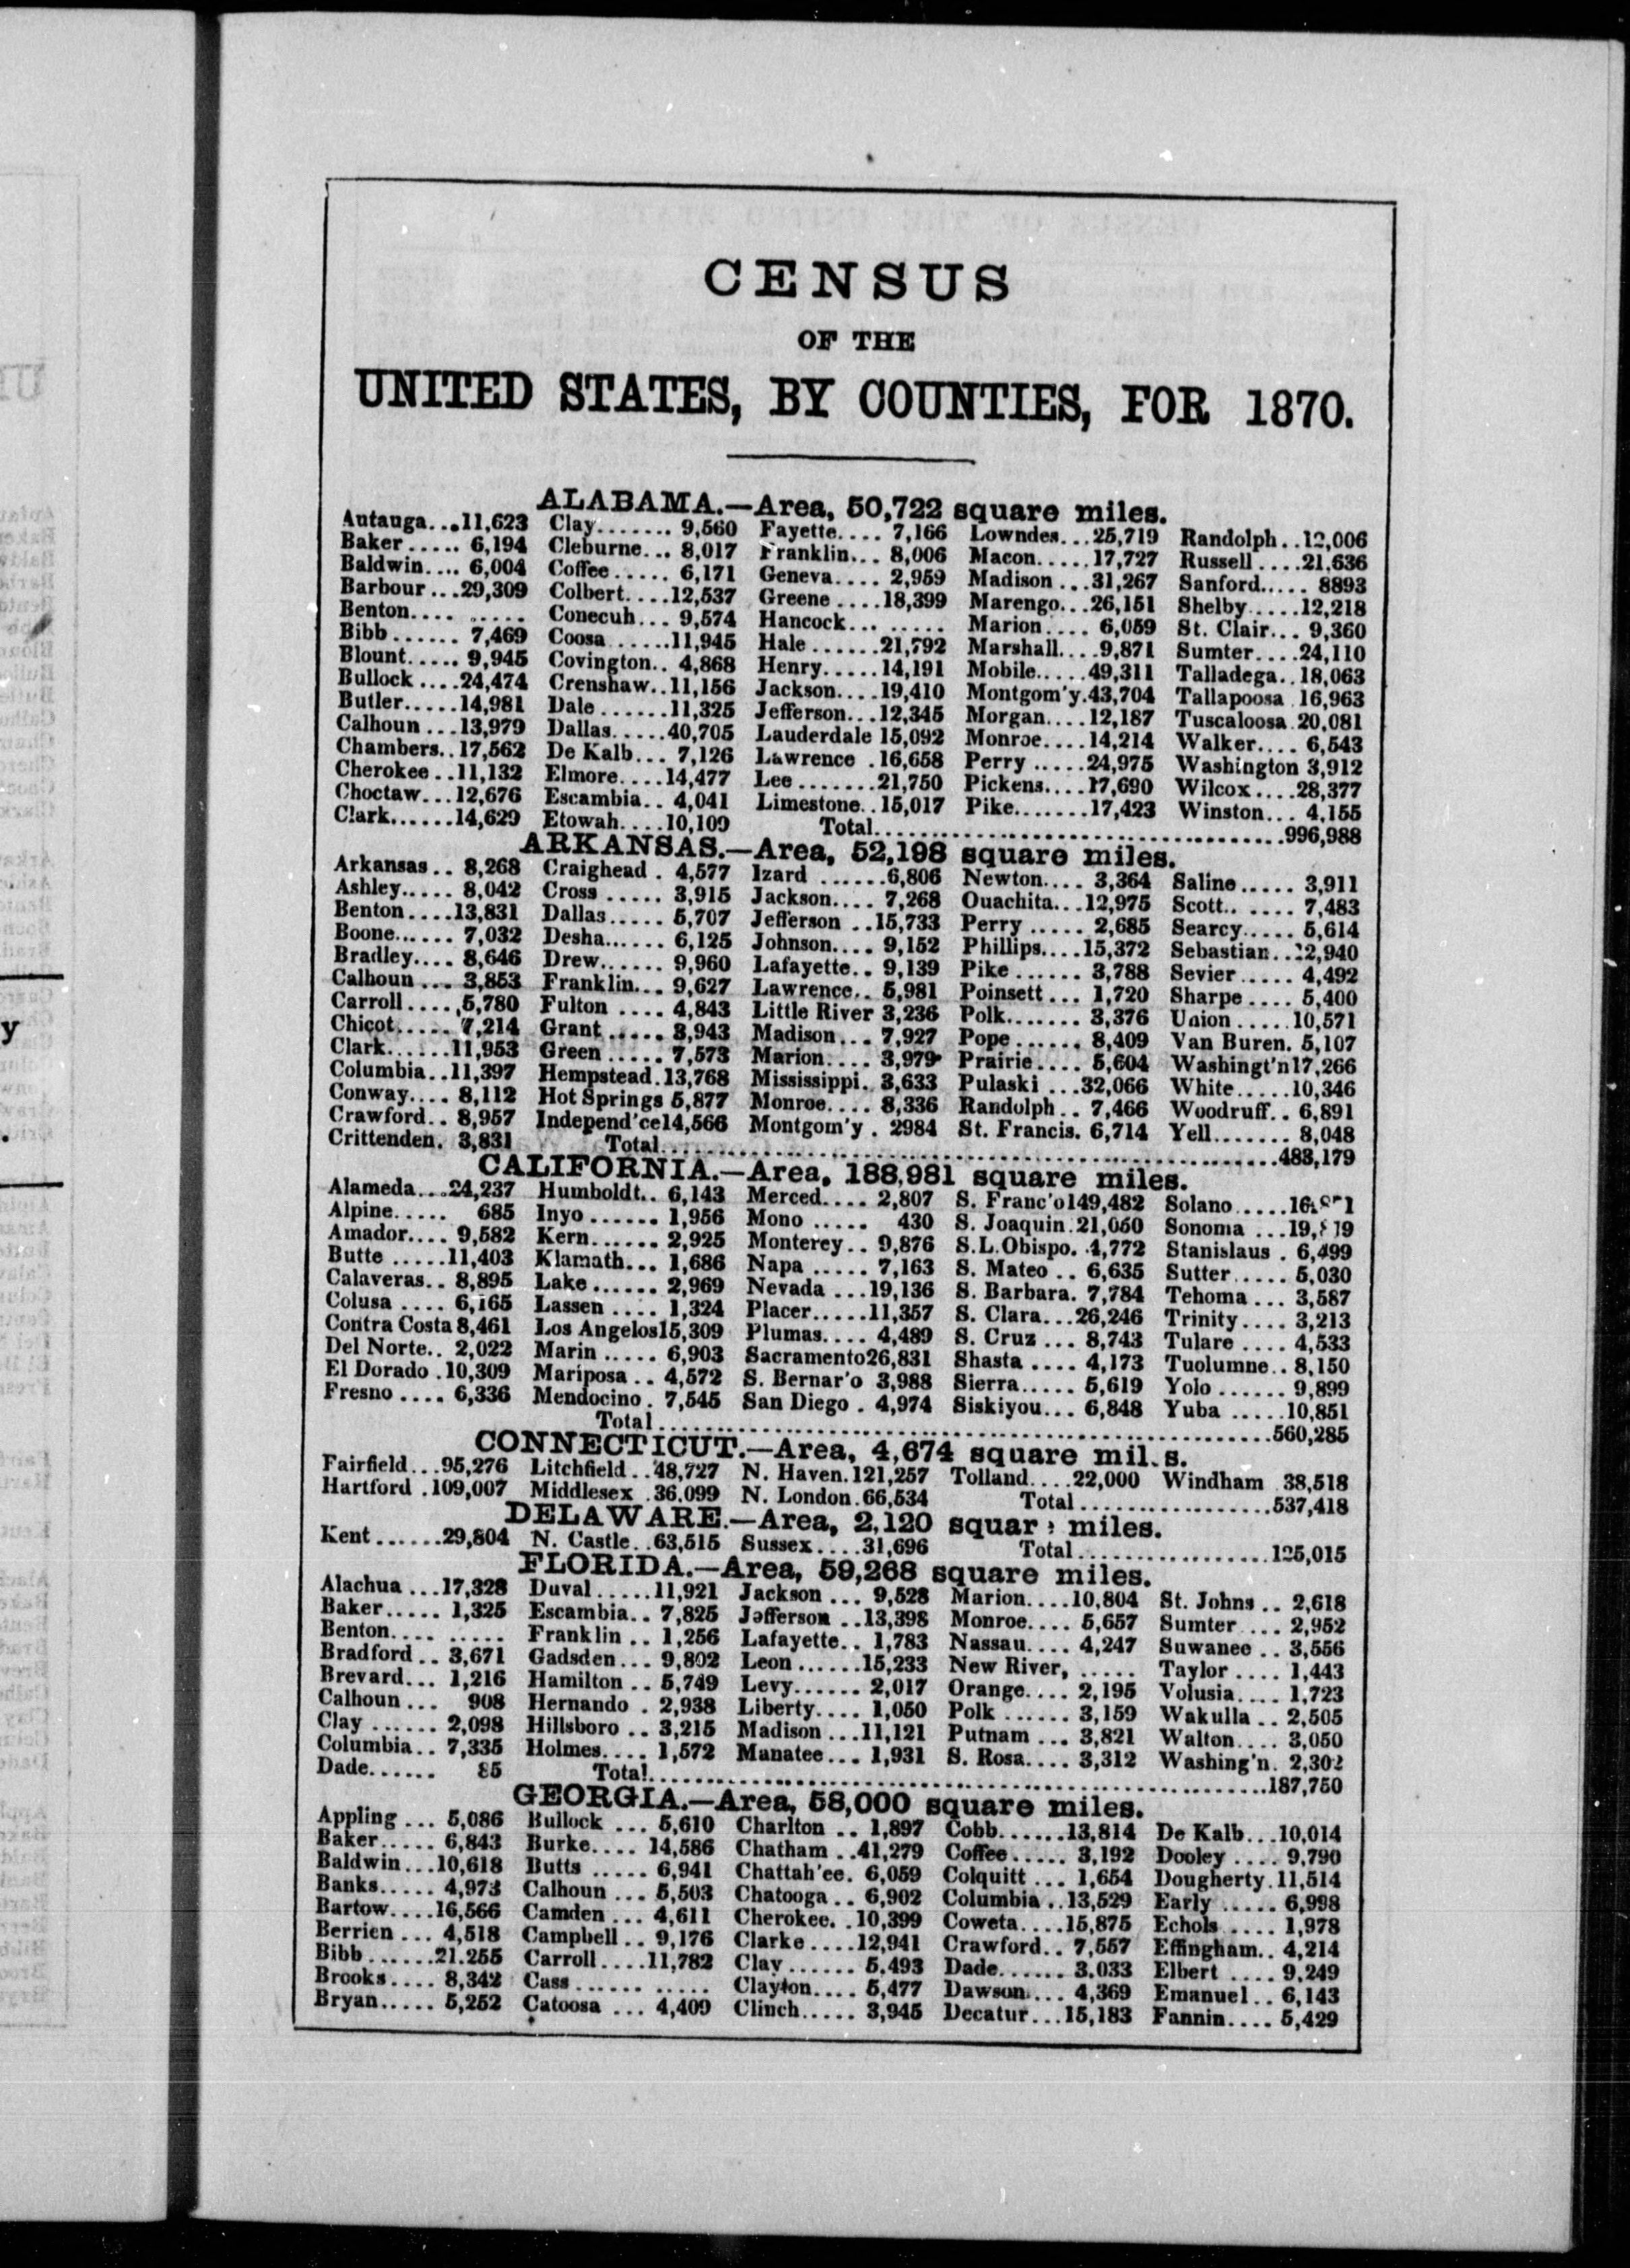 CENSUS
OF THE
UNITED STATES, BY COUNTIES, FOR 1870.
ALABAMA.—Area, 50,722 square miles.
Autauga...11,623 Clay....... 9,560 Fayette.... 7,166 Lowndes...25,719 Randolph..12,006
Baker..... 6,194 Cleburne... 8,017 Franklin... 8,006 Macon.....17,727 Russell....21.636
Baldwin.... 6,004 Coffee...... 6,171 Geneva.... 2,959 Madison...31,267 Sanford..... 8893
Barbour...29,309 Colbert....12,537 Greene....18,399 Marengo...26,151 Shelby.....12,218
Benton.... ..... Conecuh... 9,574 Hancock... ...... Marion.... 6,059 St. Clair... 9,360
Bibb...... 7,469 Coosa......11,945 Hale......21,792 Marshall....9,871 Sumter....24,110
Blount..... 9,945 Covington.. 4,868 Henry.....14,191 Mobile.....49,311 Talladega..18,063
Bullock....24,474 Crenshaw..11,156 Jackson....19,410 Montgom'y.43,704 Tallapoosa 16,963
Butler.....14,981 Dale......11,325 Jefferson...12,345 Morgan....12,187 Tuscaloosa.20,081
Calhoun...13,979 Dallas.....40,705 Lauderdale 15,092 Monroe....14,214 Walker.... 6,543
Chambers..17,562 De Kalb... 7,126 Lawrence.16,658 Perry.....24,975 Washington 3,912
Cherokee..11,132 Elmore....14,477 Lee.......21,750 Pickens....17,690 Wilcox....28,377
Choctaw...12,676 Escambia.. 4,041 Limestone..15,017 Pike.......17,423 Winston... 4,155
Clark......14,629 Etowah....10,109 Total..............................996,988
ARKANSAS.—Area, 52,198 square miles.
Arkansas.. 8,268 Craighead. 4,577 Izard......6,806 Newton.... 3,364 Saline..... 3,911
Ashley..... 8,042 Cross..... 3,915 Jackson.... 7,268 Ouachita...12,975 Scott...... 7,483
Benton....13,831 Dallas..... 5,707 Jefferson..15,733 Perry..... 2,685 Searcy..... 5,614
Boone...... 7,032 Desha...... 6,125 Johnson.... 9,152 Phillips....15,372 Sebastian..12,940
Bradley.... 8,646 Drew...... 9,960 Lafayette.. 9,139 Pike...... 3,788 Sevier..... 4,492
Calhoun... 3,853 Franklin... 9,627 Lawrence.. 5,981 Poinsett... 1,720 Sharpe.... 5,400
Carroll.... 5,780 Fulton.... 4,843 Little River 3,236 Polk....... 3,376 Union.....10,571
Chicot..... 7,214 Grant..... 3,943 Madison... 7,927 Pope...... 8,409 Van Buren. 5,107
Clark......11,953 Green..... 7,573 Marion.... 3,979 Prairie.... 5,604 Washingt'n17,266
Columbia..11,397 Hempstead.13,768 Mississippi. 3,633 Pulaski...32,066 White.....10,346
Conway.... 8,112 Hot Springs 5,877 Monroe.... 8,336 Randolph.. 7,466 Woodruff.. 6,891
Crawford.. 8,957 Independ'ce14,566 Montgom'y. 2984 St. Francis. 6,714 Yell....... 8,048
Crittenden. 3,831 Total..............................483,179
CALIFORNIA.—Area, 188,981 square miles.
Alameda...24,237 Humboldt.. 6,143 Merced.... 2,807 S. Franc'o149,482 Solano.....
Alpine..... 685 Inyo...... 1,956 Mono..... 430 S. Joaquin.21,050 Sonoma...
Amador.... 9,582 Kern...... 2,925 Monterey.. 9,876 S.L.Obispo. 4,772 Stanislaus. 6,499
Butte.....11,403 Klamath... 1,686 Napa..... 7,163 S. Mateo.. 6,635 Sutter..... 5,030
Calaveras.. 8,895 Lake...... 2,969 Nevada...19,136 S. Barbara. 7,784 Tehoma... 3,587
Colusa.... 6,165 Lassen.... 1,324 Placer.....11,357 S. Clara...26,246 Trinity.... 3,213
Contra Costa 8,461 Los Angelos15,309 Plumas.... 4,489 S. Cruz... 8,743 Tulare.... 4,533
Del Norte.. 2,022 Marin..... 6,903 Sacramento26,831 Shasta.... 4,173 Tuolumne.. 8,150
El Dorado.10,309 Mariposa.. 4,572 S. Bernar'o 3,988 Sierra..... 5,619 Yolo...... 9,899
Fresno.... 6,336 Mendocino. 7,545 San Diego. 4,974 Siskiyou... 6,848 Yuba.....10,851
Total..............................560,285
CONNECTICUT.—Area, 4,674 square mil.s.
Fairfield...95,276 Litchfield..48,727 N. Haven.121,257 Tolland....22,000 Windham 38,518
Hartford.109,007 Middlesex.36.099 N. London.66,534 Total.................537,418
DELAWARE.—Area, 2,120 squar miles.
Kent......29,804 N. Castle..63,515 Sussex....31,696 Total.................125,015
FLORIDA.—Area, 59,268 square miles.
Alachua...17,328 Duval.....11,921 Jackson... 9,528 Marion....10,804 St. Johns.. 2,618
Baker..... 1,325 Escambia.. 7,825 Jefferson..13,398 Monroe.... 5,657 Sumter.... 2,952
Benton.... ..... Franklin.. 1,256 Lafayette.. 1,783 Nassau.... 4,247 Suwanee.. 3,556
Bradford.. 3,671 Gadsden... 9,802 Leon......15,233 New River, ..... Taylor.... 1,443
Brevard... 1,216 Hamilton.. 5,749 Levy...... 2,017 Orange.... 2,195 Volusia.... 1,723
Calhoun... 908 Hernando. 2,938 Liberty.... 1,050 Polk...... 3,159 Wakulla.. 2,505
Clay...... 2,098 Hillsboro.. 3,215 Madison...11,121 Putnam... 3,821 Walton.... 3,050
Columbia.. 7,335 Holmes.... 1,572 Manatee... 1,931 S. Rosa.... 3,312 Washing'n. 2,302
Dade...... 85 Total..............................187,750
GEORGIA.—Area, 58,000 square miles.
Appling... 5,086 Bullock... 5,610 Charlton.. 1,897 Cobb......13,814 De Kalb...10,014
Baker..... 6,843 Burke.... 14,586 Chatham..41,279 Coffee..... 3,192 Dooley.... 9,790
Baldwin...10,618 Butts..... 6,941 Chattah'ee. 6,059 Colquitt... 1,654 Dougherty.11,514
Banks..... 4,973 Calhoun... 5,503 Chatooga.. 6,902 Columbia..13,529 Early..... 6,998
Bartow....16,566 Camden... 4,611 Cherokee..10,399 Coweta....15,875 Echols.... 1,978
Berrien... 4,518 Campbell.. 9,176 Clarke....12,941 Crawford.. 7,557 Effingham.. 4,214
Bibb......21.255 Carroll....11,782 Clay...... 5.493 Dade...... 3.033 Elbert.... 9.249
Brooks.... 8,342 Cass...... ..... Clayton.... 5,477 Dawson.... 4,369 Emanuel.. 6,143
Bryan..... 5,252 Catoosa... 4,409 Clinch..... 3,945 Decatur...15,183 Fannin.... 5,429